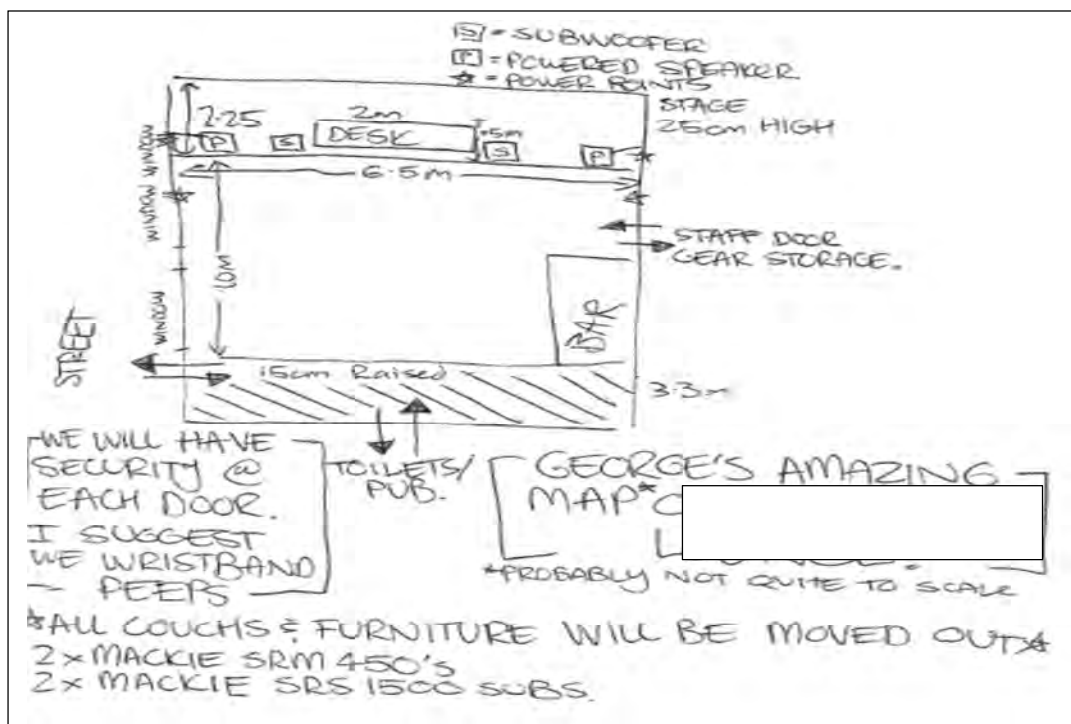 [S] = SUBWOOFER
[P] = POWERED SPEAKER
☆ = POWER POINTS
STAGE
25cm HIGH
2.25
2m
DESK
.5m
P
S
S
P
6.5m
WINDOW
WINDOW
WINDOW
WINDOW
10m
STAFF DOOR
GEAR STORAGE.
BAR
STREET
15cm Raised
3.3m
TOILETS/
PUB.
WE WILL HAVE
SECURITY @
EACH DOOR.
I SUGGEST
WE WRISTBAND
PEEPS
GEORGE'S AMAZING
MAP*
*PROBABLY NOT QUITE TO SCALE
*ALL COUCHS & FURNITURE WILL BE MOVED OUT*
2x MACKIE SRM 450's
2x MACKIE SRS 1500 SUBS.